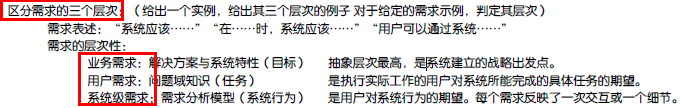 区分需求的三个层次：（给出一个实例，给出其三个层次的例子 对于给定的需求示例，判定其层次）
需求表述：“系统应该……” “在……时，系统应该……” “用户可以通过系统……”
需求的层次性：
业务需求：解决方案与系统特性（目标） 抽象层次最高，是系统建立的战略出发点。
用户需求：问题域知识（任务） 是执行实际工作的用户对系统所能完成的具体任务的期望。
系统级需求：需求分析模型（系统行为） 是用户对系统行为的期望。每个需求反映了一次交互或一个细节。